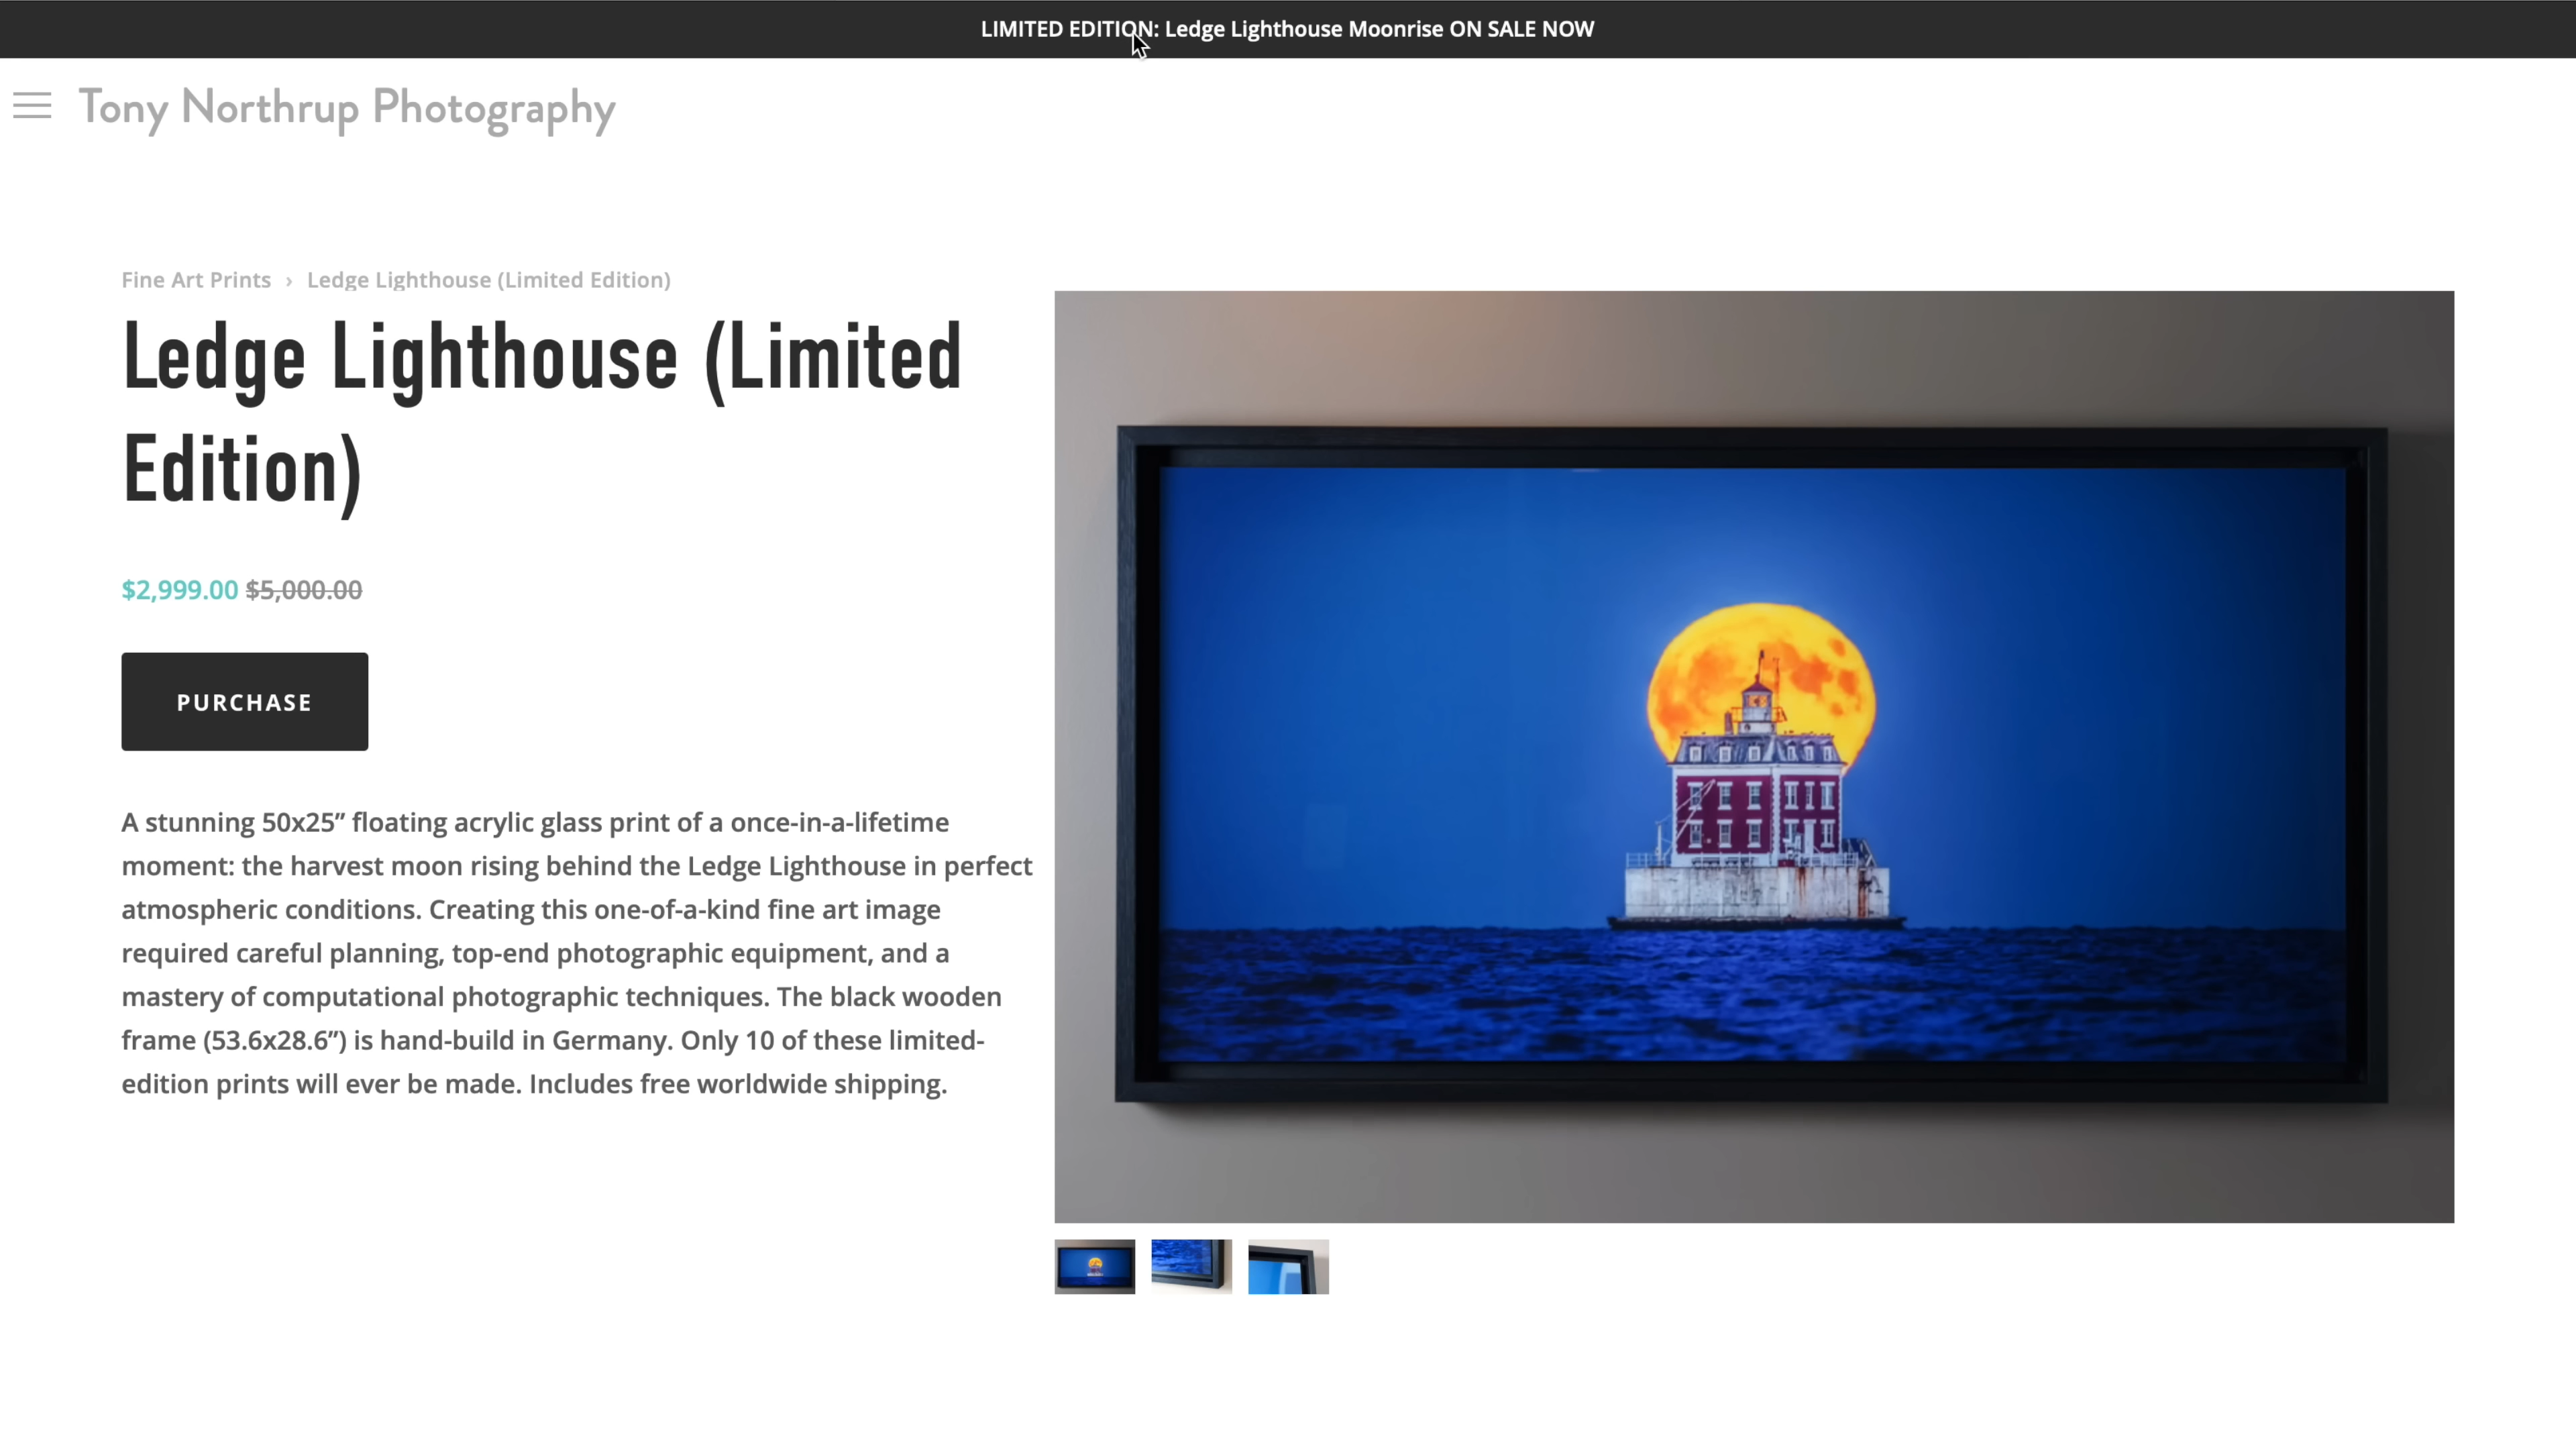 LIMITED EDITION: Ledge Lighthouse Moonrise ON SALE NOW
Tony Northrup Photography
Fine Art Prints › Ledge Lighthouse (Limited Edition)
Ledge Lighthouse (Limited
Edition)
$2,999.00 $5,000.00
PURCHASE
A stunning 50x25” floating acrylic glass print of a once-in-a-lifetime
moment: the harvest moon rising behind the Ledge Lighthouse in perfect
atmospheric conditions. Creating this one-of-a-kind fine art image
required careful planning, top-end photographic equipment, and a
mastery of computational photographic techniques. The black wooden
frame (53.6x28.6”) is hand-build in Germany. Only 10 of these limited-
edition prints will ever be made. Includes free worldwide shipping.